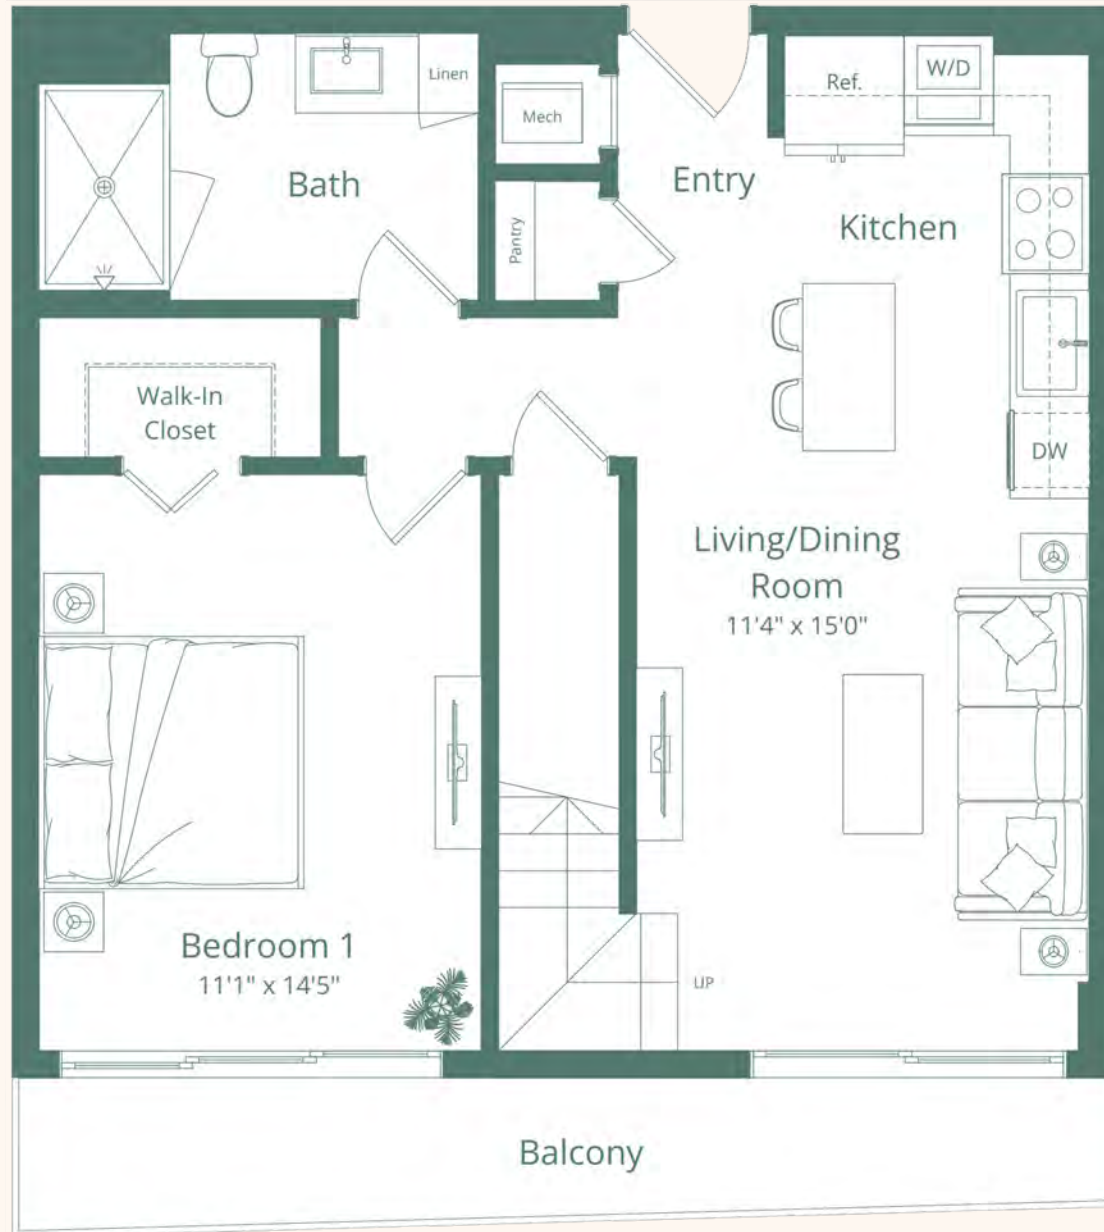 Linen
Mech
Ref.
W/D
Bath
Entry
Pantry
Kitchen
Walk-In
Closet
DW
Living/Dining
Room
11'4" x 15'0"
Bedroom 1
11'1" x 14'5"
UP
Balcony